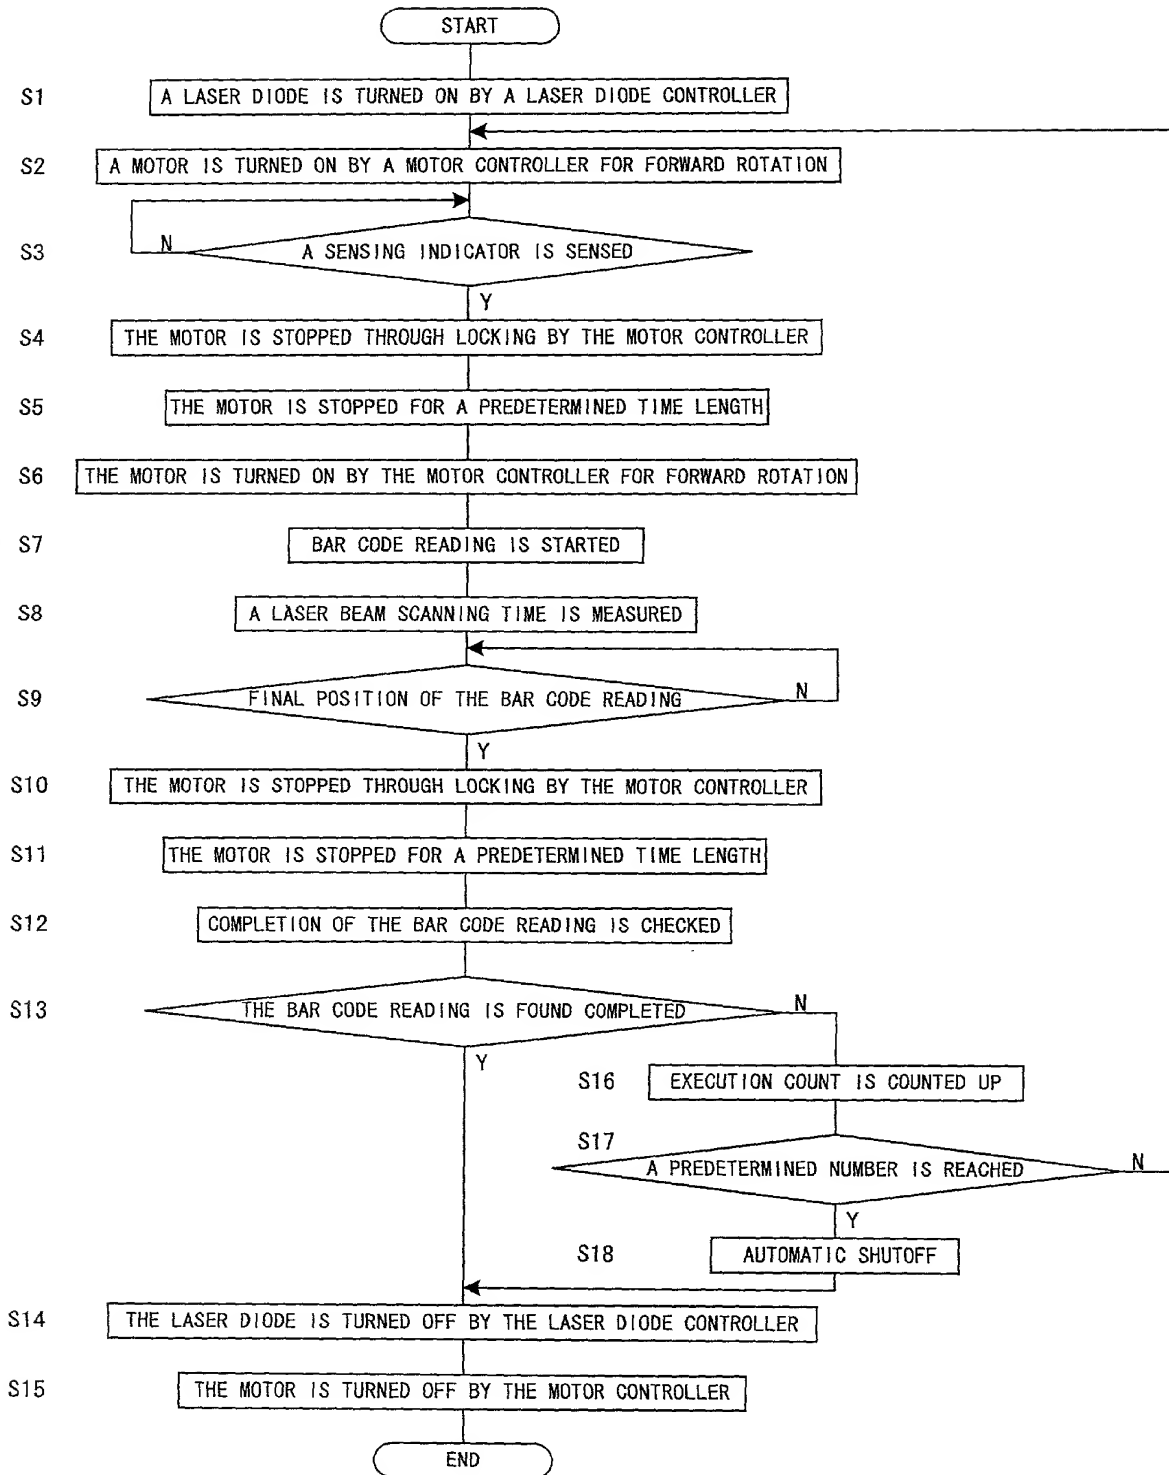 START
S1 A LASER DIODE IS TURNED ON BY A LASER DIODE CONTROLLER
S2 A MOTOR IS TURNED ON BY A MOTOR CONTROLLER FOR FORWARD ROTATION
S3 N A SENSING INDICATOR IS SENSED
Y
S4 THE MOTOR IS STOPPED THROUGH LOCKING BY THE MOTOR CONTROLLER
S5 THE MOTOR IS STOPPED FOR A PREDETERMINED TIME LENGTH
S6 THE MOTOR IS TURNED ON BY THE MOTOR CONTROLLER FOR FORWARD ROTATION
S7 BAR CODE READING IS STARTED
S8 A LASER BEAM SCANNING TIME IS MEASURED
S9 FINAL POSITION OF THE BAR CODE READING N
Y
S10 THE MOTOR IS STOPPED THROUGH LOCKING BY THE MOTOR CONTROLLER
S11 THE MOTOR IS STOPPED FOR A PREDETERMINED TIME LENGTH
S12 COMPLETION OF THE BAR CODE READING IS CHECKED
S13 THE BAR CODE READING IS FOUND COMPLETED N
Y
S16 EXECUTION COUNT IS COUNTED UP
S17 A PREDETERMINED NUMBER IS REACHED N
Y
S18 AUTOMATIC SHUTOFF
S14 THE LASER DIODE IS TURNED OFF BY THE LASER DIODE CONTROLLER
S15 THE MOTOR IS TURNED OFF BY THE MOTOR CONTROLLER
END